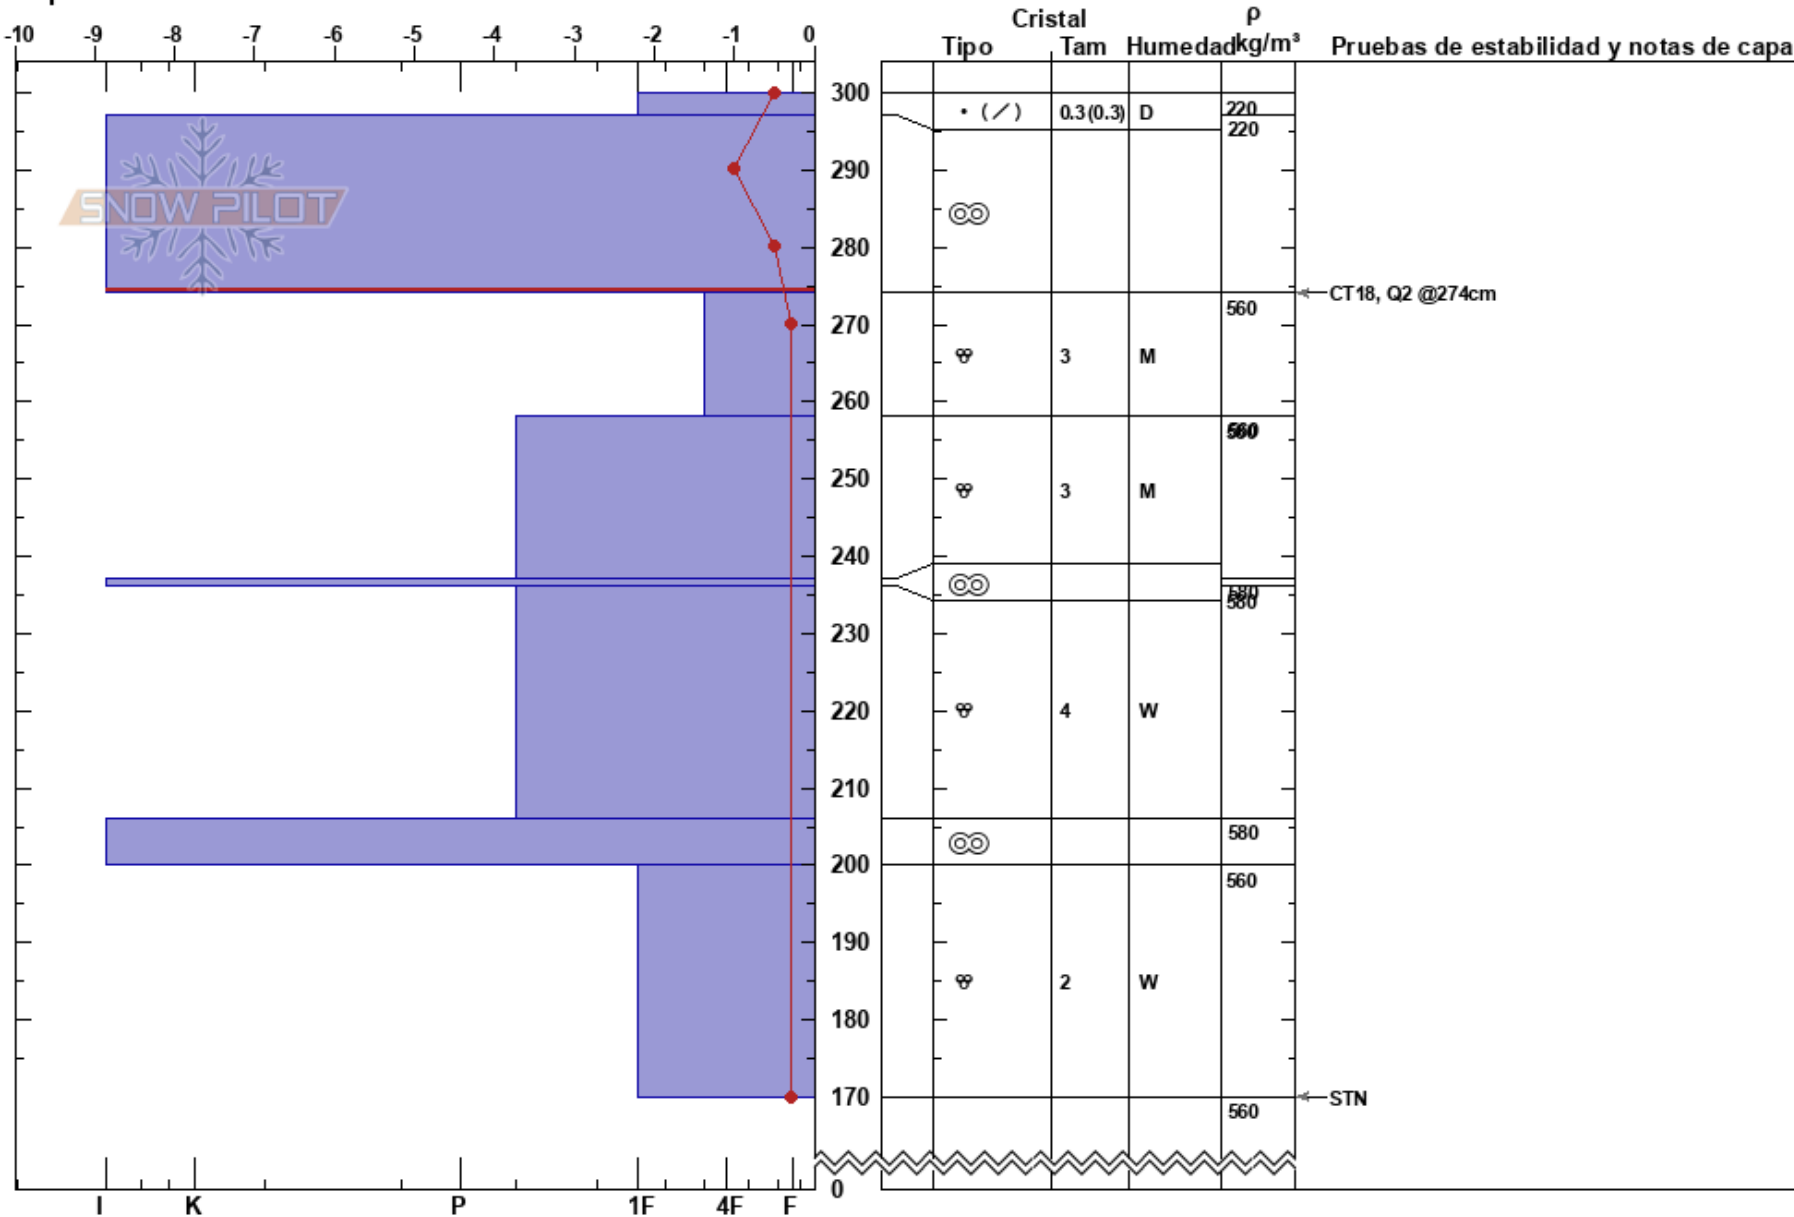 Cristal ρ
-10 -9 -8 -7 -6 -5 -4 -3 -2 -1 0 Tipo Tam Humedad kg/m³ Pruebas de estabilidad y notas de capa
300
0.3(0.3) D 220
220
290
SNOW PILOT
280
CT18, Q2 @274cm
560
270
3 M
260
560
250
3 M
240
580
580
230
220 4 W
210
580
200
560
190
2 W
180
170 STN
560
0
I K P 1F 4F F